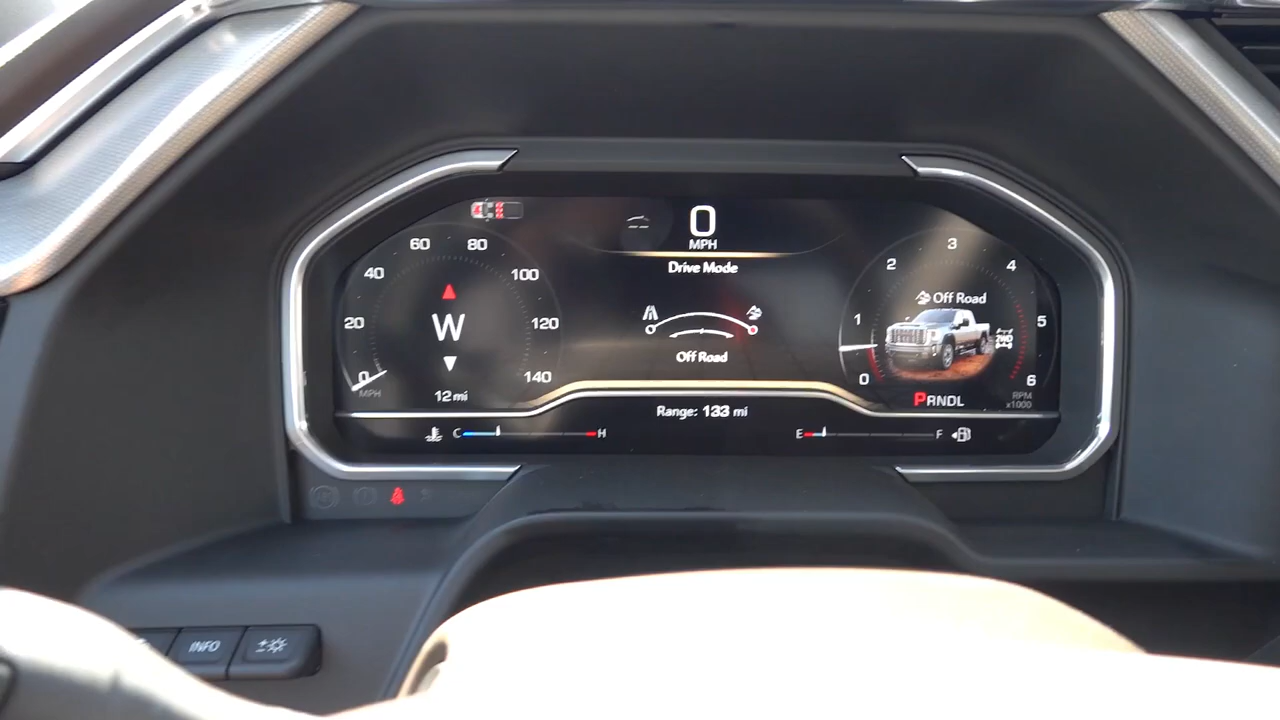 0
MPH
Drive Mode
Off Road
0
20
40
60
80
100
120
140
MPH
W
12 mi
0
1
2
3
4
5
6
Off Road
2WD
PRNDL
RPM
x1000
Range: 133 mi
C
H
E
F
INFO